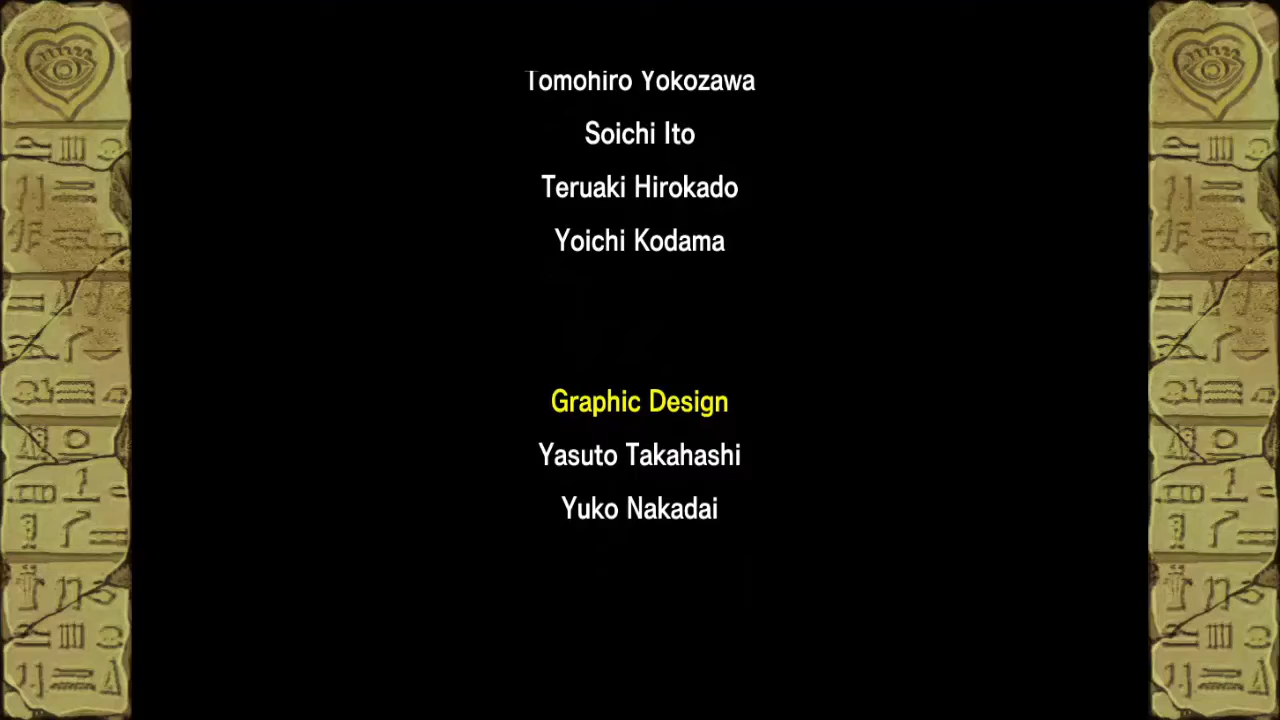 Tomohiro Yokozawa
Soichi Ito
Teruaki Hirokado
Yoichi Kodama
Graphic Design
Yasuto Takahashi
Yuko Nakadai